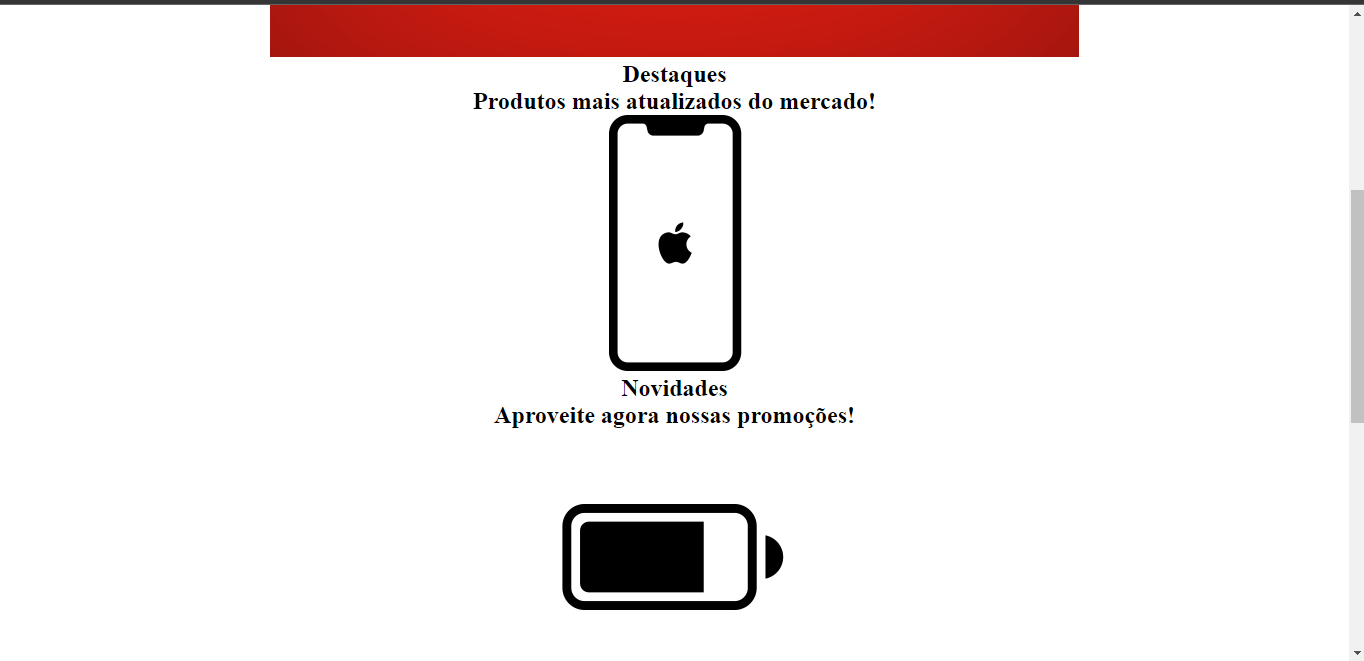 Destaques
Produtos mais atualizados do mercado!
Novidades
Aproveite agora nossas promoções!